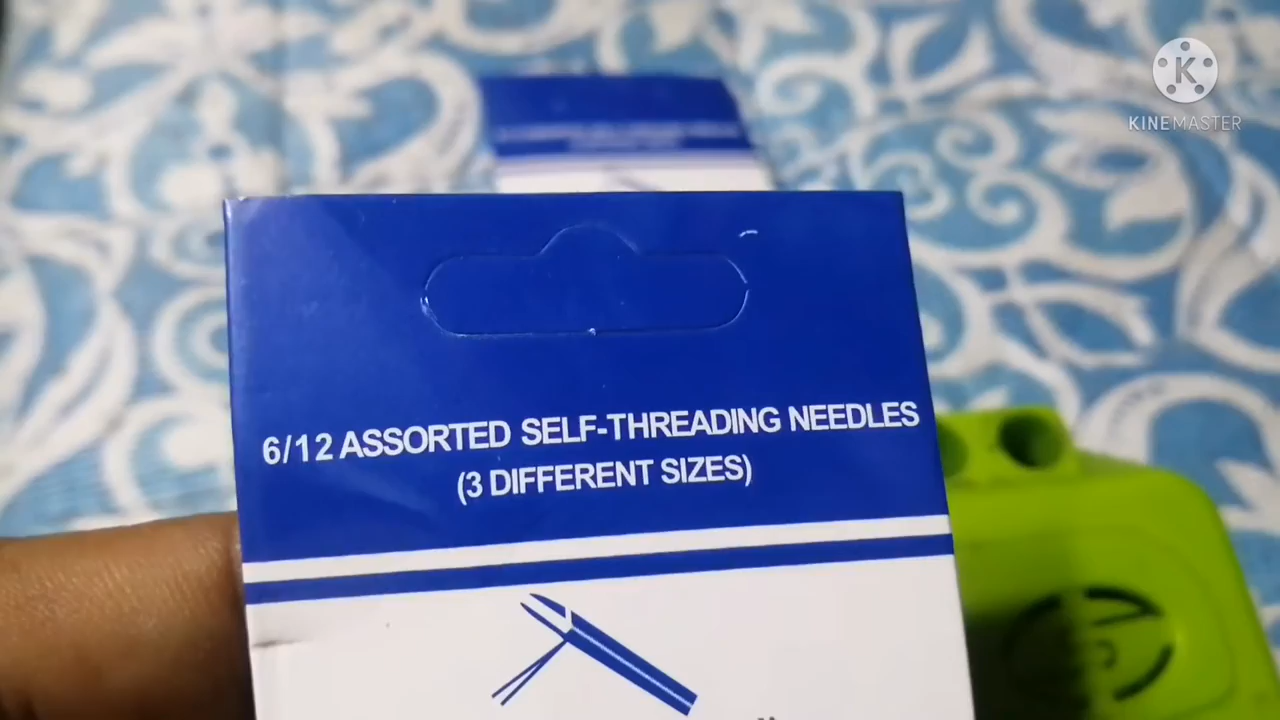 KINEMASTER
6/12 ASSORTED SELF-THREADING NEEDLES
(3 DIFFERENT SIZES)